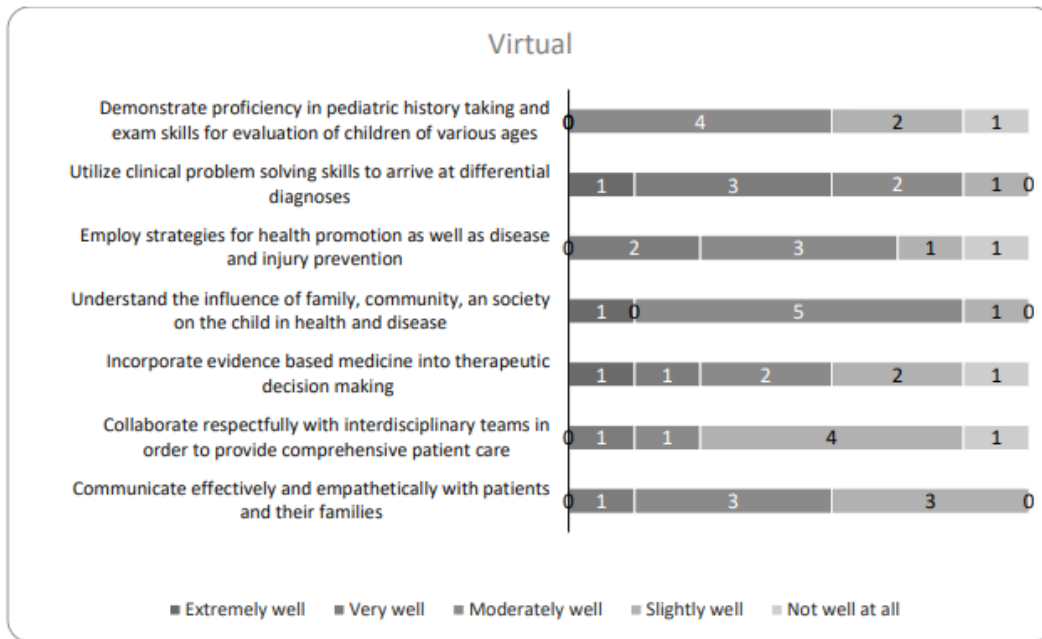 Virtual
Demonstrate proficiency in pediatric history taking and
exam skills for evaluation of children of various ages
0 4 2 1
Utilize clinical problem solving skills to arrive at differential
diagnoses
1 3 2 1 0
Employ strategies for health promotion as well as disease
and injury prevention
0 2 3 1 1
Understand the influence of family, community, an society
on the child in health and disease
1 0 5 1 0
Incorporate evidence based medicine into therapeutic
decision making
1 1 2 2 1
Collaborate respectfully with interdisciplinary teams in
order to provide comprehensive patient care
0 1 1 4 1
Communicate effectively and empathetically with patients
and their families
0 1 3 3 0
Extremely well Very well Moderately well Slightly well Not well at all